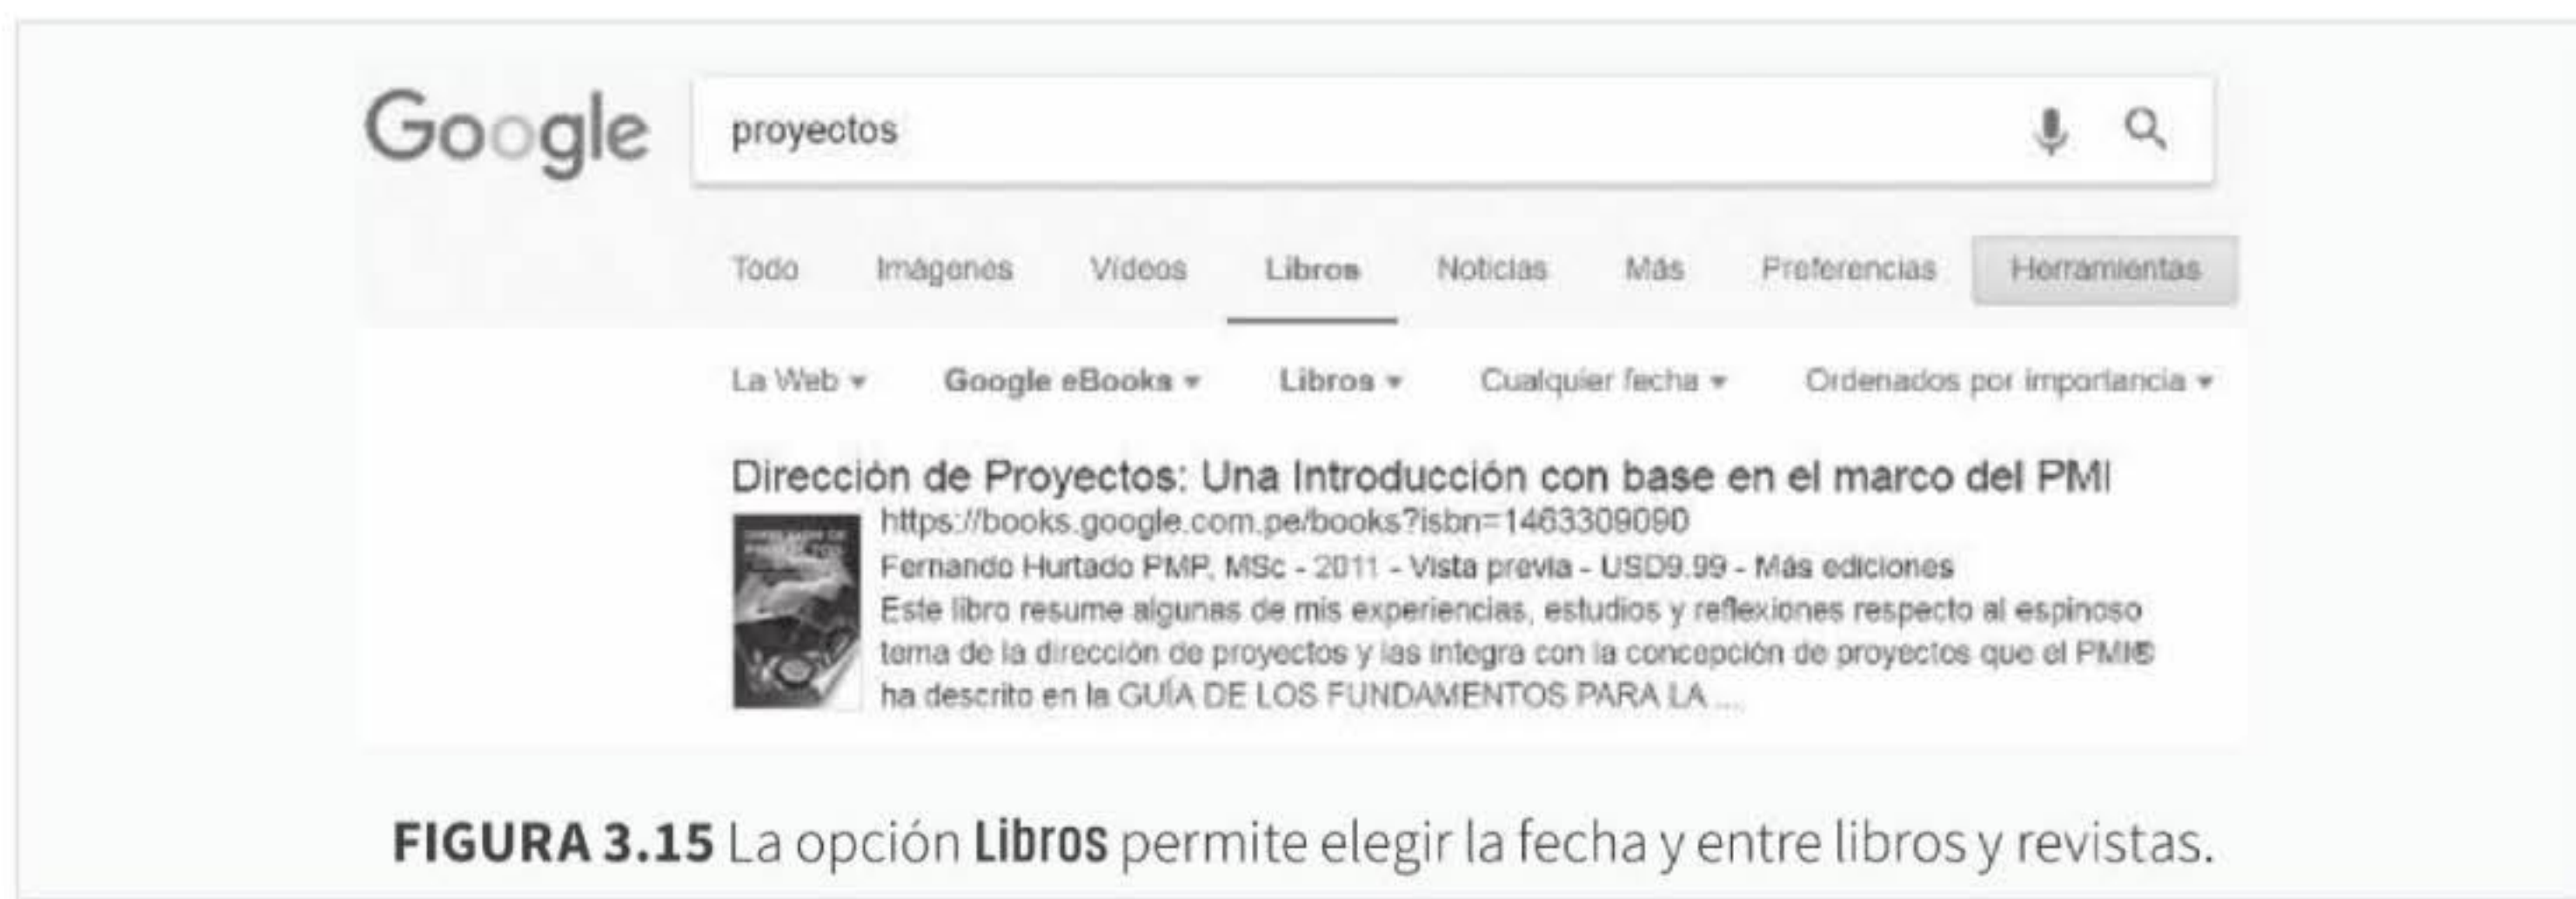 Google
proyectos
Todo Imágenes Vídeos Libros Noticias Más Preferencias Herramientas
La Web Google eBooks Libros Cualquier fecha Ordenados por importancia
Dirección de Proyectos: Una Introducción con base en el marco del PMI
https://books.google.com.pe/books?isbn=1463309090
Fernando Hurtado PMP, MSc - 2011 - Vista previa - USD9.99 - Más ediciones
Este libro resume algunas de mis experiencias, estudios y reflexiones respecto al espinoso
tema de la dirección de proyectos y las integra con la concepción de proyectos que el PMI®
ha descrito en la GUÍA DE LOS FUNDAMENTOS PARA LA ...
FIGURA 3.15 La opción Libros permite elegir la fecha y entre libros y revistas.